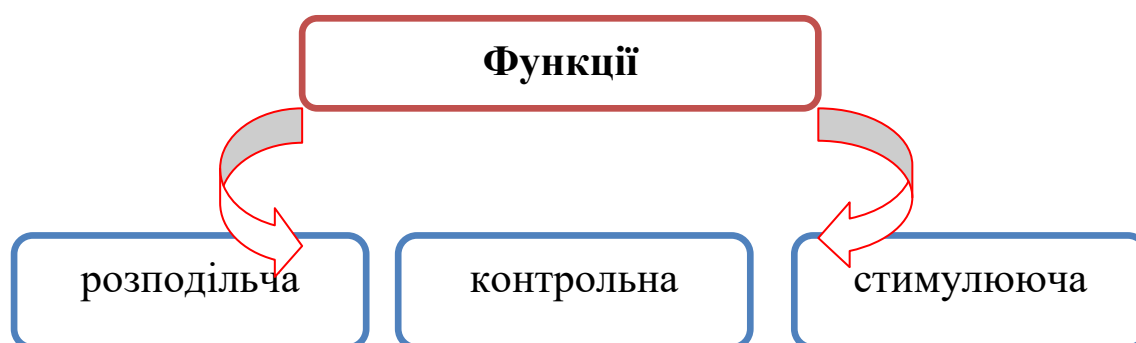 Функції
розподільча
контрольна
стимулююча